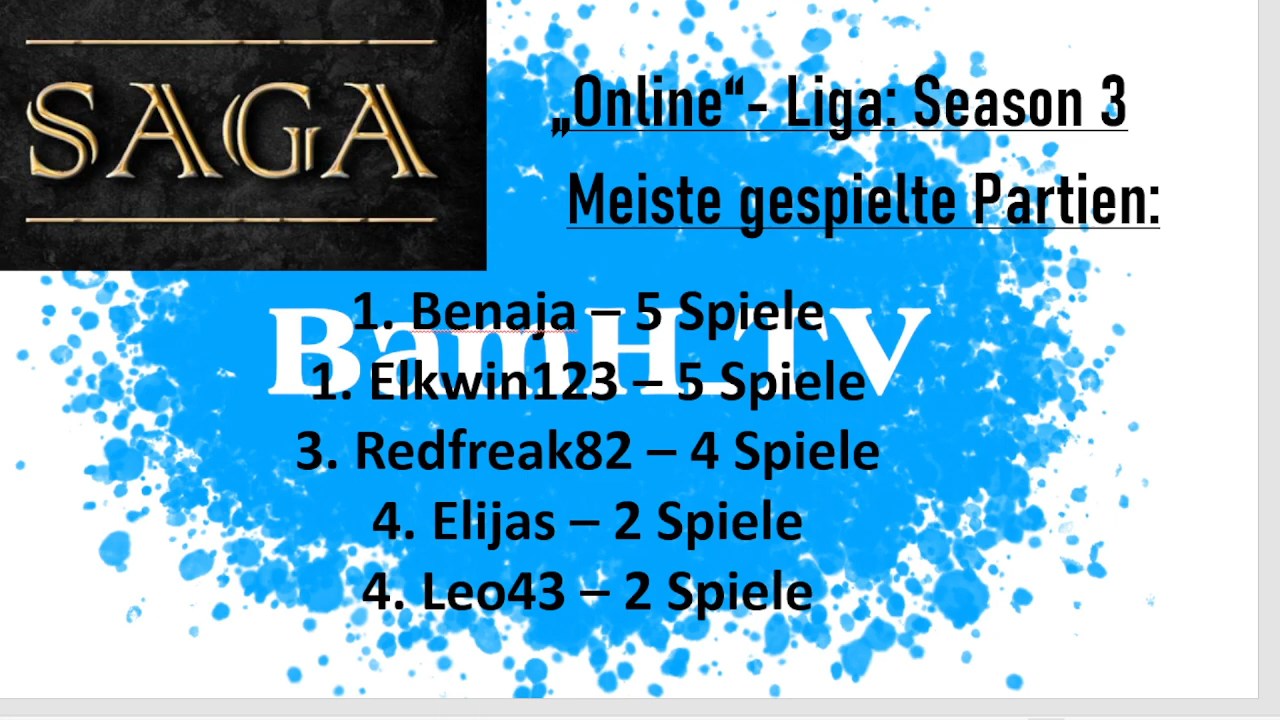 SAGA
„Online“- Liga: Season 3
Meiste gespielte Partien:
BamH_TV
1. Benaja – 5 Spiele
1. Elkwin123 – 5 Spiele
3. Redfreak82 – 4 Spiele
4. Elijas – 2 Spiele
4. Leo43 – 2 Spiele